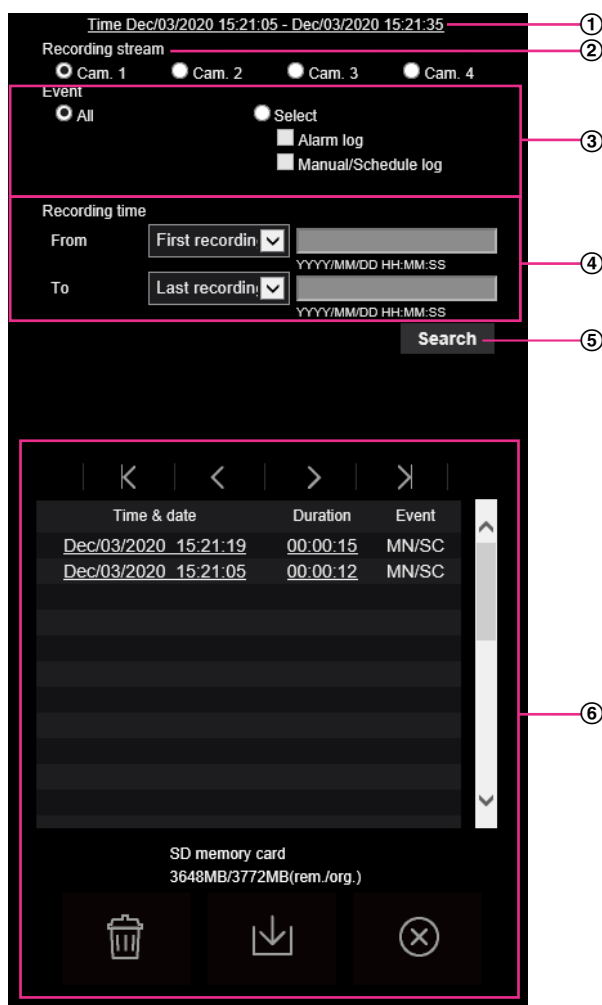 Time Dec/03/2020 15:21:05 - Dec/03/2020 15:21:35 ①
Recording stream ②
Cam. 1 Cam. 2 Cam. 3 Cam. 4
Event
All Select
Alarm log ③
Manual/Schedule log
Recording time
From First recordin
YYYY/MM/DD HH:MM:SS ④
To Last recording
YYYY/MM/DD HH:MM:SS
Search ⑤
Time & date Duration Event
Dec/03/2020 15:21:19 00:00:15 MN/SC
Dec/03/2020 15:21:05 00:00:12 MN/SC
⑥
SD memory card
3648MB/3772MB(rem./org.)